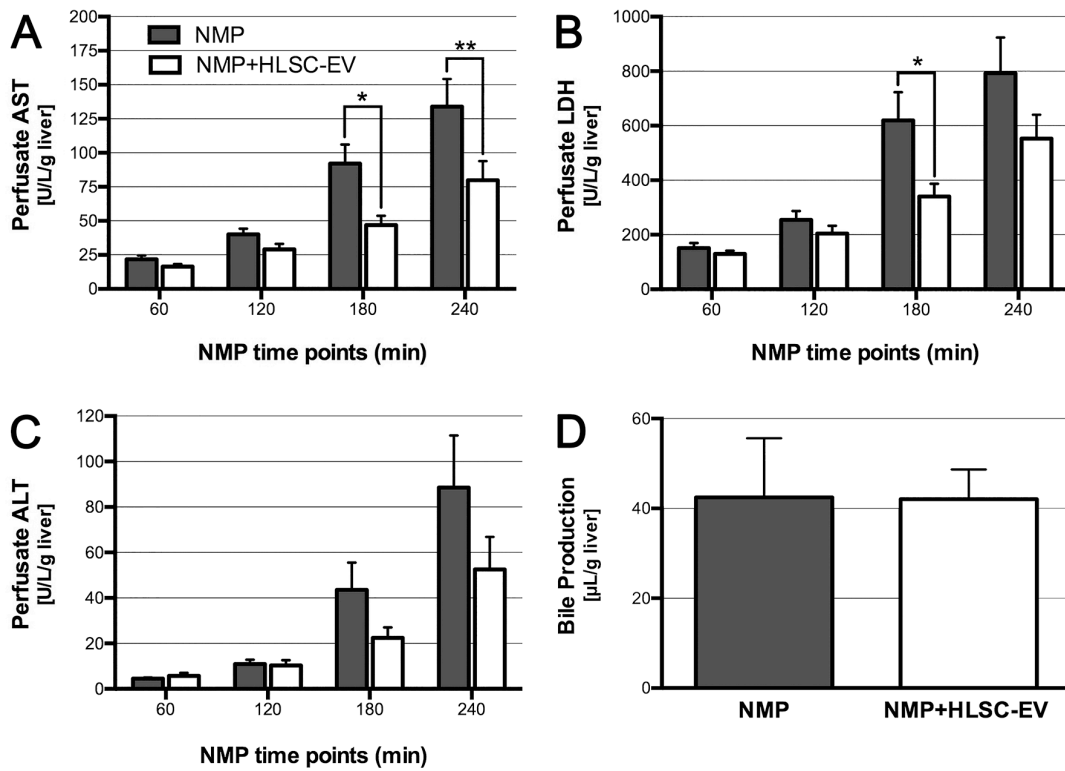 A
Perfusate AST
[U/L/g liver]
200
175
150
125
100
75
50
25
0
NMP
NMP+HLSC-EV
*
**
60 120 180 240
NMP time points (min)
B
Perfusate LDH
[U/L/g liver]
1000
800
600
400
200
0
*
60 120 180 240
NMP time points (min)
C
Perfusate ALT
[U/L/g liver]
120
100
80
60
40
20
0
60 120 180 240
NMP time points (min)
D
Bile Production
[µL/g liver]
60
40
20
0
NMP NMP+HLSC-EV